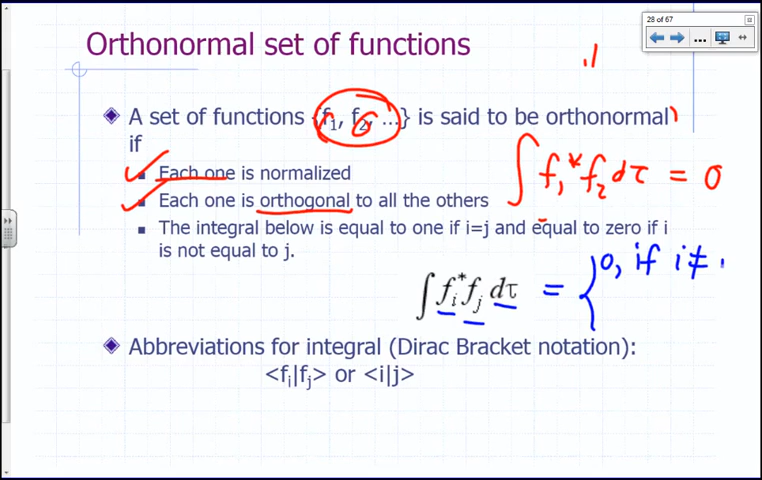 28 of 67
Orthonormal set of functions
A set of functions {f₁, f₂, ...} is said to be orthonormal
if
Each one is normalized
∫ f₁* f₂ dτ = 0
Each one is orthogonal to all the others
The integral below is equal to one if i=j and equal to zero if i
is not equal to j.
∫ fᵢ* fⱼ dτ = { 0, if i ≠
Abbreviations for integral (Dirac Bracket notation):
<fᵢ|fⱼ> or <i|j>